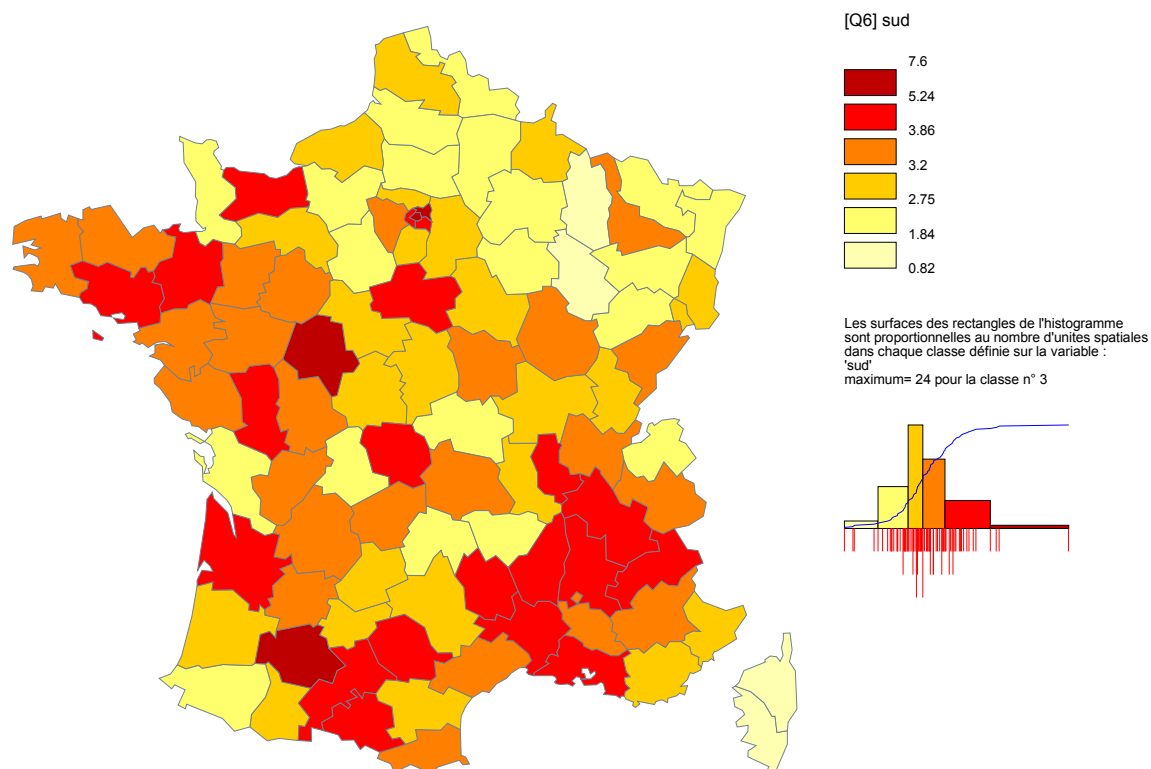 [Q6] sud
7.6
5.24
3.86
3.2
2.75
1.84
0.82
Les surfaces des rectangles de l'histogramme
sont proportionnelles au nombre d'unites spatiales
dans chaque classe définie sur la variable :
'sud'
maximum= 24 pour la classe n° 3